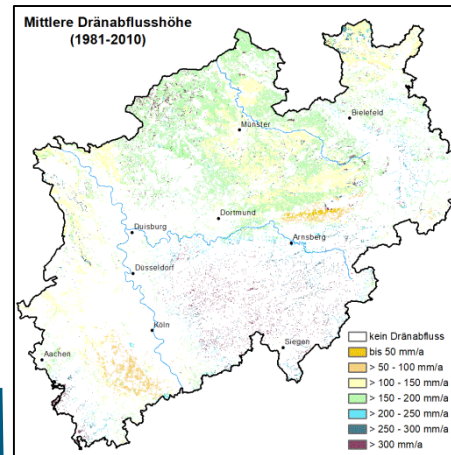 Mittlere Dränabflusshöhe
(1981-2010)
Bielefeld
Münster
Dortmund
Duisburg
Arnsberg
Düsseldorf
Köln
Siegen
Aachen
kein Dränabfluss
bis 50 mm/a
> 50 - 100 mm/a
> 100 - 150 mm/a
> 150 - 200 mm/a
> 200 - 250 mm/a
> 250 - 300 mm/a
> 300 mm/a